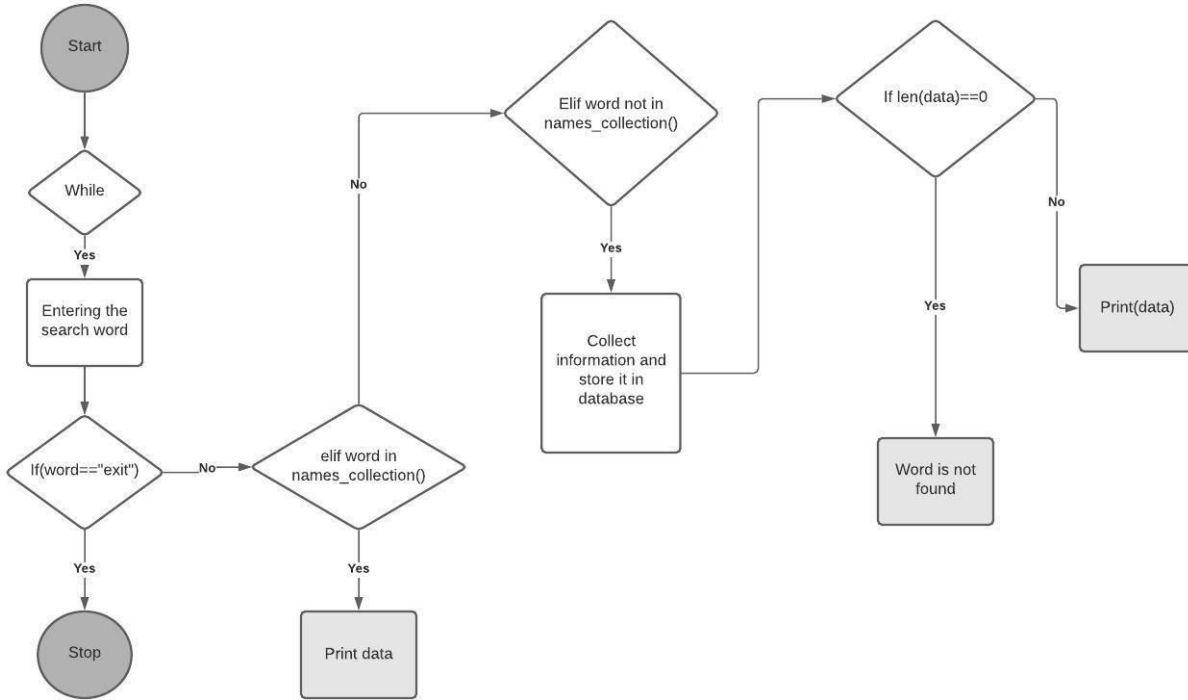 Start
While
Yes
Entering the
search word
If(word=="exit")
Yes
Stop
No
elif word in
names_collection()
Yes
Print data
No
Elif word not in
names_collection()
Yes
Collect
information and
store it in
database
If len(data)==0
Yes
Word is not
found
No
Print(data)